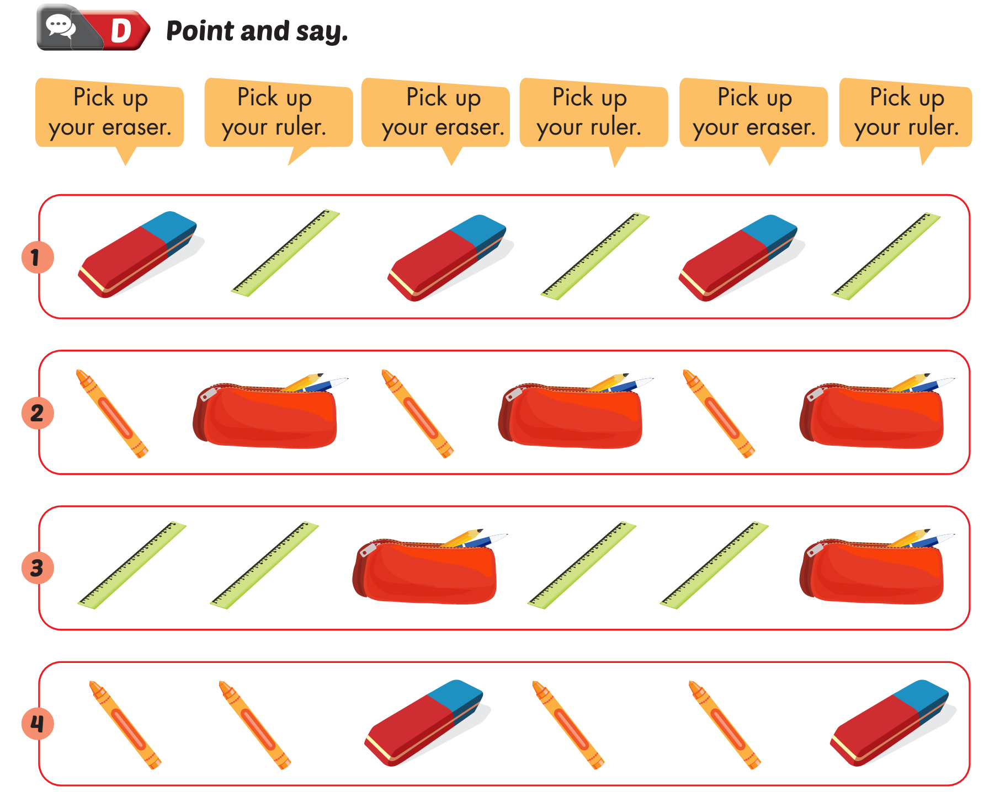 D Point and say.
Pick up
your eraser.
Pick up
your ruler.
Pick up
your eraser.
Pick up
your ruler.
Pick up
your eraser.
Pick up
your ruler.
1
2
3
4